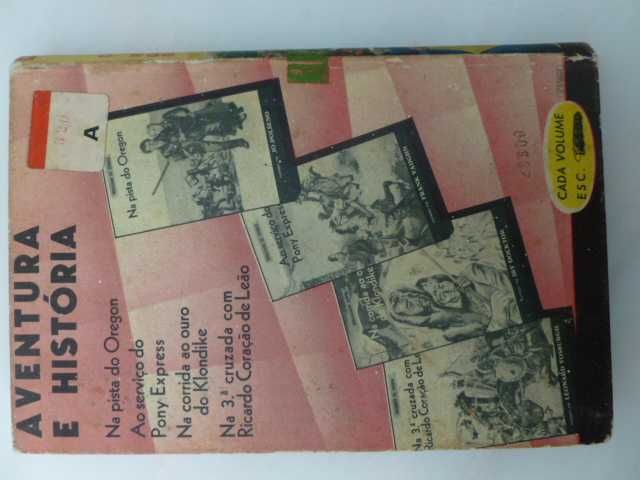 AVENTURA
E HISTÓRIA
Na pista do Oregon
Ao serviço do
Pony Express
Na corrida ao ouro
do Klondike
Na 3.ª cruzada com
Ricardo Coração de Leão
A
Na pista do Oregon
Ao serviço do
Pony Express
Na corrida ao ouro
do Klondike
Na 3.ª cruzada com
Ricardo Coração de
CADA VOLUME
ESC.